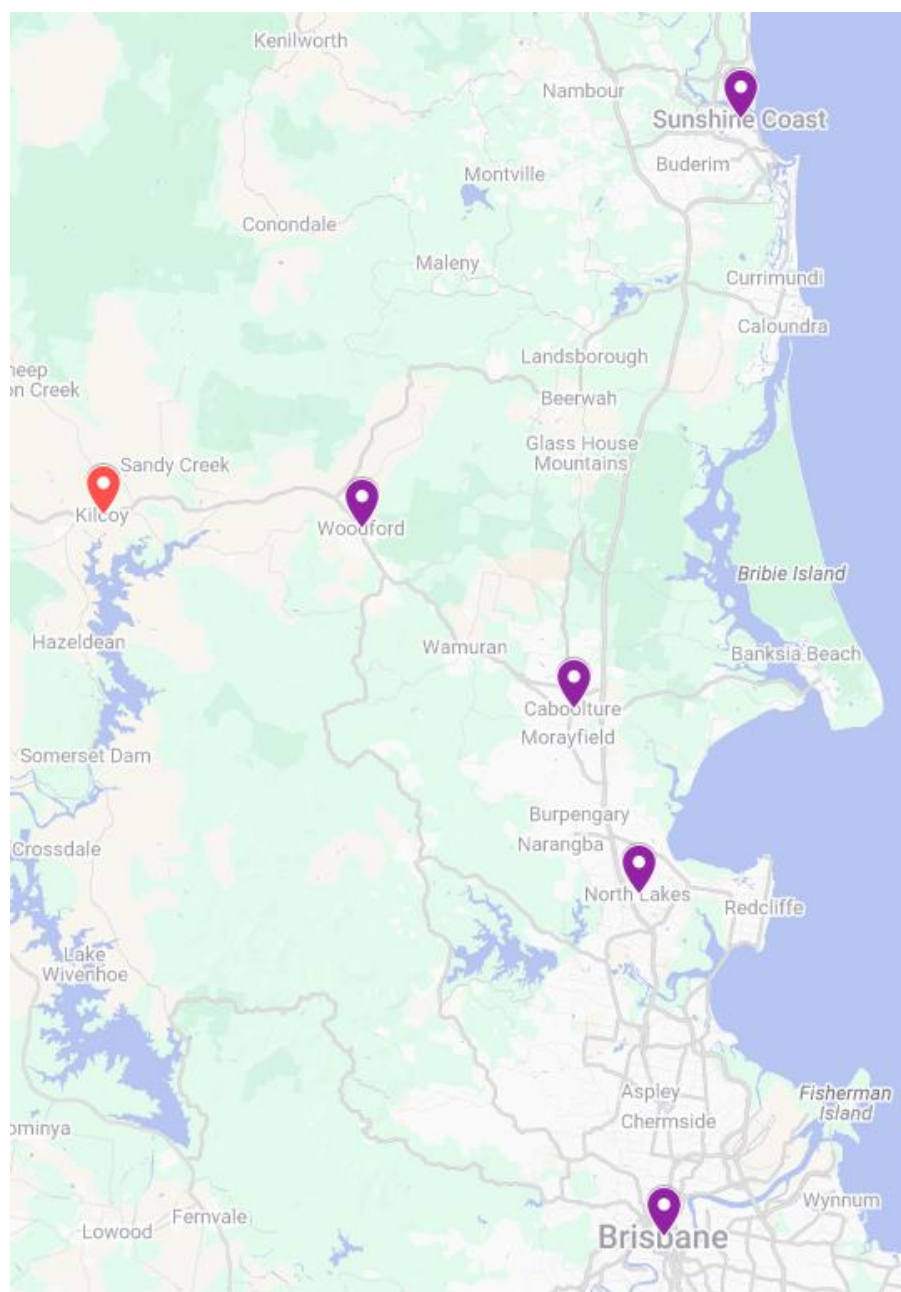 Kenilworth
Nambour
Sunshine Coast
Buderim
Montville
Conondale
Maleny
Currimundi
Caloundra
Landsborough
on Creek
Beerwah
Glass House
Mountains
Sandy Creek
Kilcoy
Woodford
Bribie Island
Hazeldean
Wamuran
Banksia Beach
Caboolture
Morayfield
Somerset Dam
Burpengary
Narangba
Crossdale
North Lakes
Redcliffe
Lake
Wivenhoe
Aspley
Fisherman
Island
Chermside
Wynnum
Fernvale
Lowood
Brisbane